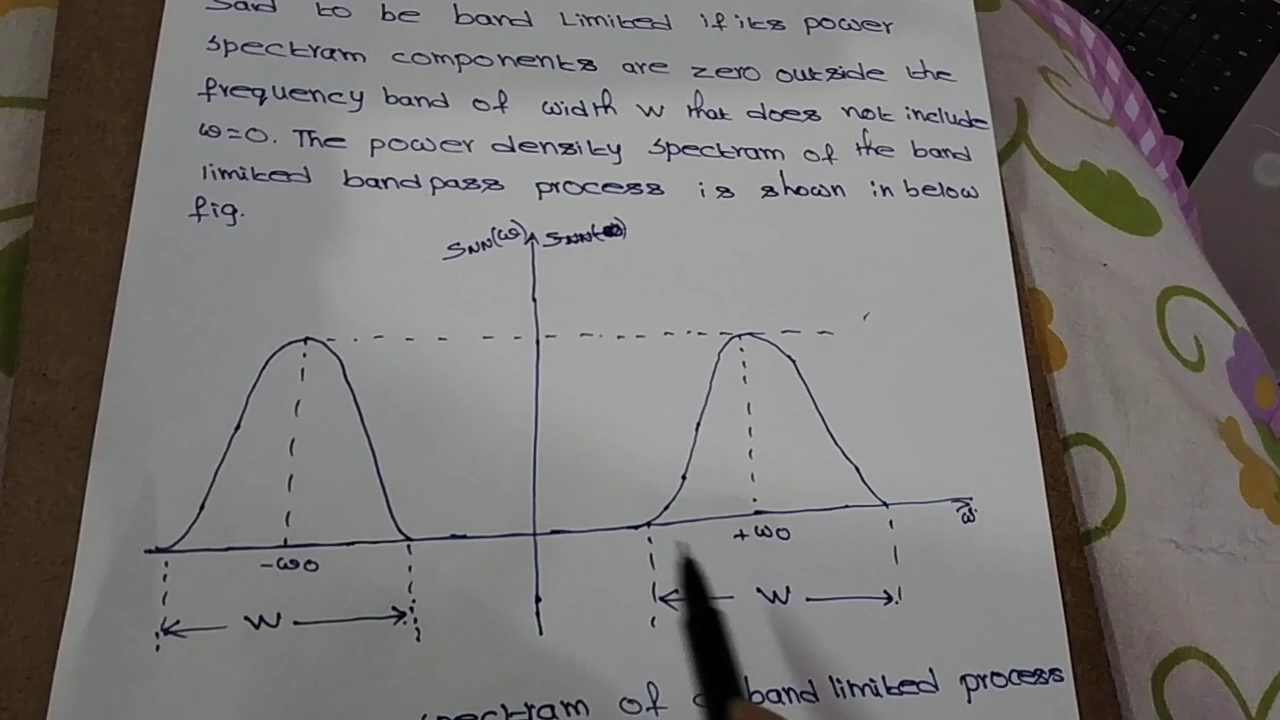 Said to be band Limited if its power
spectram components are zero outside the
frequency band of width W that does not include
ω=0. The power density spectram of the band
limited bandpass process is shown in below
fig.
SNN(ω) SNN(
-ω0
+ω0
ω
W
W
spectram of a band limited process